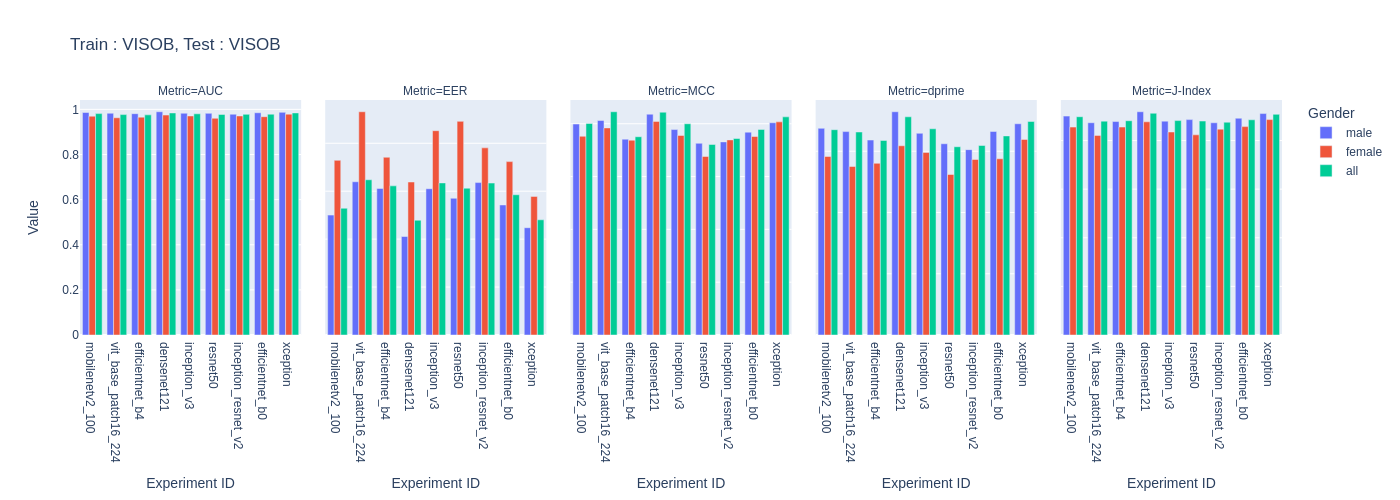 Train : VISOB, Test : VISOB
Metric=AUC
Metric=EER
Metric=MCC
Metric=dprime
Metric=J-Index
Gender
male
female
all
Value
1
0.8
0.6
0.4
0.2
0
mobilenetv2_100
vit_base_patch16_224
efficientnet_b4
densenet121
inception_v3
resnet50
inception_resnet_v2
efficientnet_b0
xception
mobilenetv2_100
vit_base_patch16_224
efficientnet_b4
densenet121
inception_v3
resnet50
inception_resnet_v2
efficientnet_b0
xception
mobilenetv2_100
vit_base_patch16_224
efficientnet_b4
densenet121
inception_v3
resnet50
inception_resnet_v2
efficientnet_b0
xception
mobilenetv2_100
vit_base_patch16_224
efficientnet_b4
densenet121
inception_v3
resnet50
inception_resnet_v2
efficientnet_b0
xception
mobilenetv2_100
vit_base_patch16_224
efficientnet_b4
densenet121
inception_v3
resnet50
inception_resnet_v2
efficientnet_b0
xception
Experiment ID
Experiment ID
Experiment ID
Experiment ID
Experiment ID